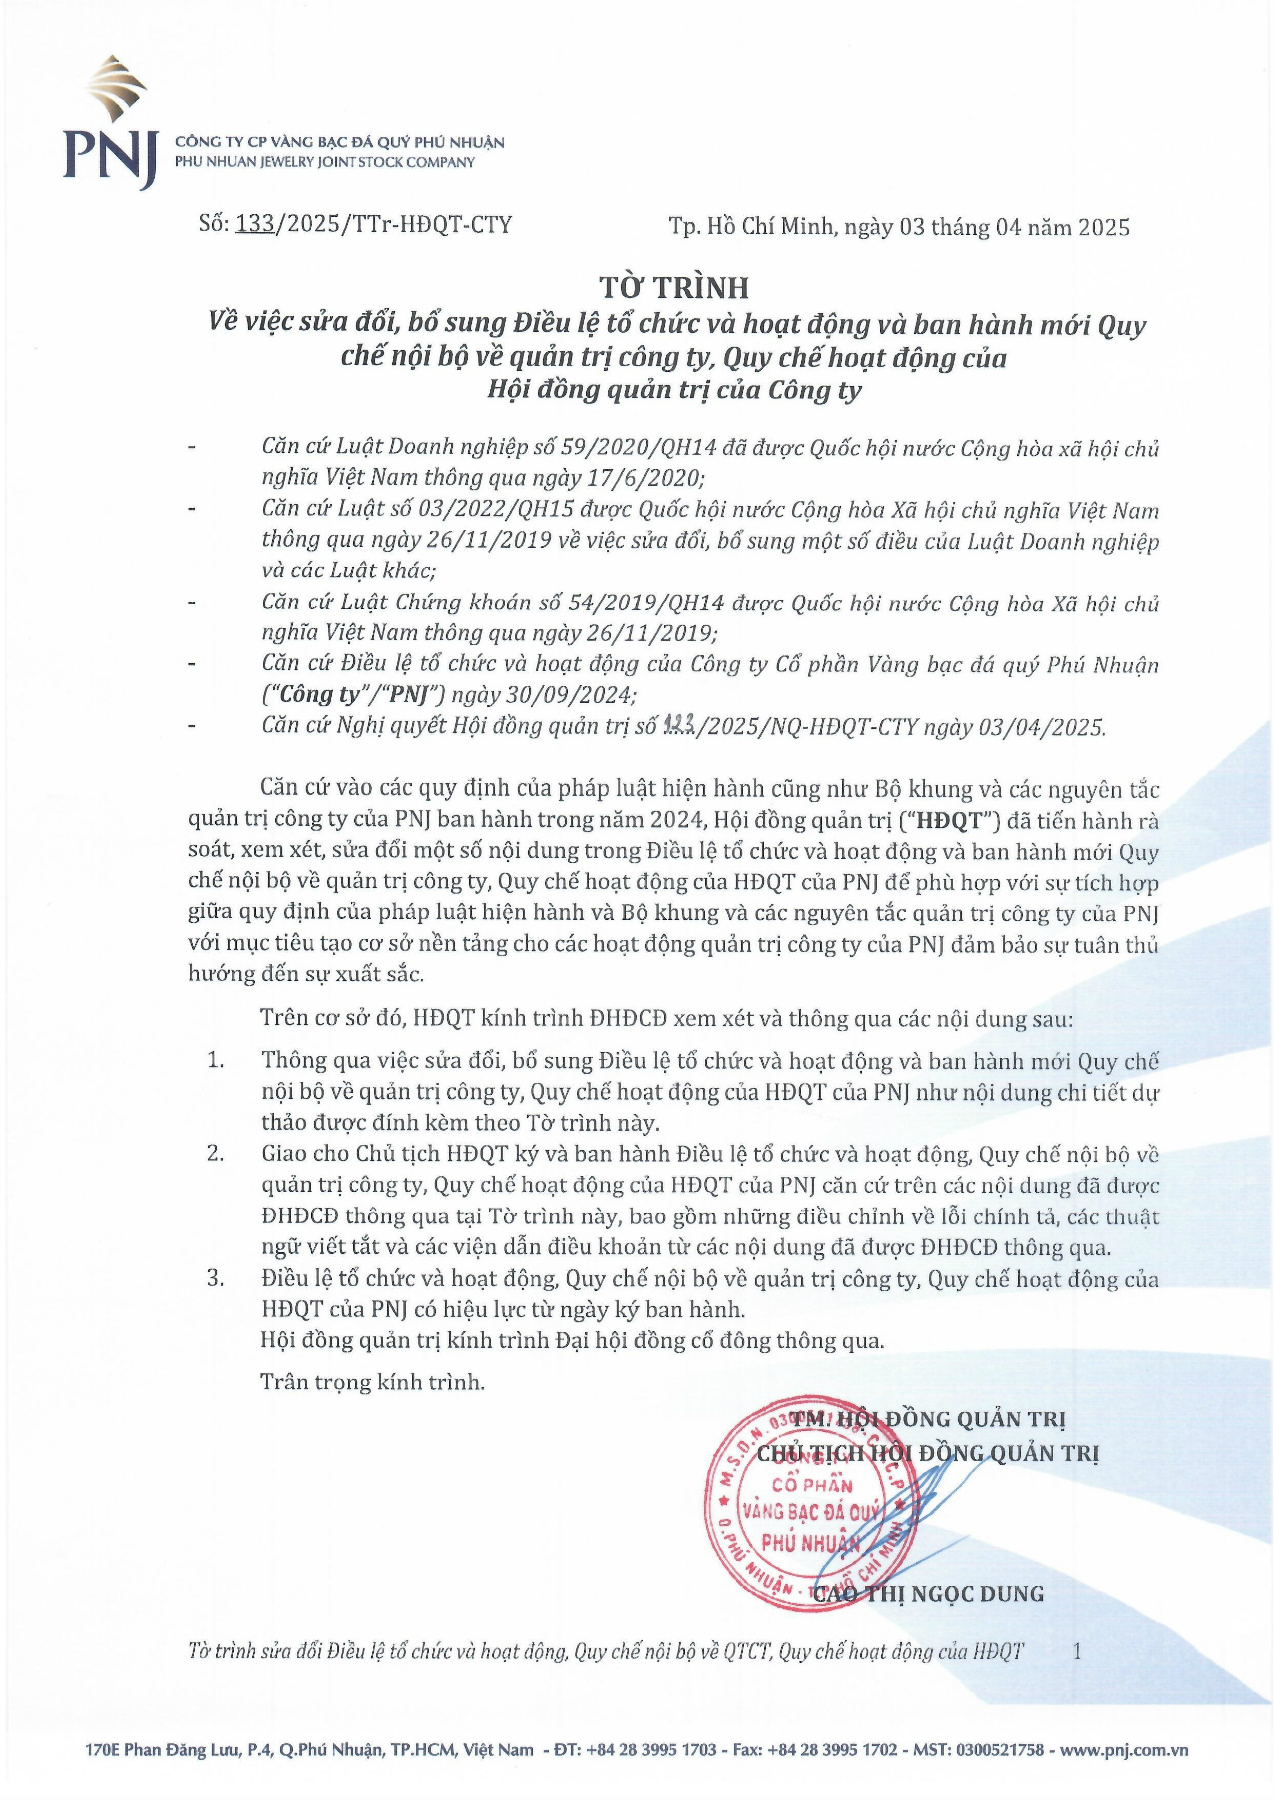 PNJ
CÔNG TY CP VÀNG BẠC ĐÁ QUÝ PHÚ NHUẬN
PHU NHUAN JEWELRY JOINT STOCK COMPANY
Số: 133/2025/TTr-HĐQT-CTY
Tp. Hồ Chí Minh, ngày 03 tháng 04 năm 2025
TỜ TRÌNH
Về việc sửa đổi, bổ sung Điều lệ tổ chức và hoạt động và ban hành mới Quy
chế nội bộ về quản trị công ty, Quy chế hoạt động của
Hội đồng quản trị của Công ty
- Căn cứ Luật Doanh nghiệp số 59/2020/QH14 đã được Quốc hội nước Cộng hòa xã hội chủ
nghĩa Việt Nam thông qua ngày 17/6/2020;
- Căn cứ Luật số 03/2022/QH15 được Quốc hội nước Cộng hòa Xã hội chủ nghĩa Việt Nam
thông qua ngày 26/11/2019 về việc sửa đổi, bổ sung một số điều của Luật Doanh nghiệp
và các Luật khác;
- Căn cứ Luật Chứng khoán số 54/2019/QH14 được Quốc hội nước Cộng hòa Xã hội chủ
nghĩa Việt Nam thông qua ngày 26/11/2019;
- Căn cứ Điều lệ tổ chức và hoạt động của Công ty Cổ phần Vàng bạc đá quý Phú Nhuận
("Công ty"/"PNJ") ngày 30/09/2024;
- Căn cứ Nghị quyết Hội đồng quản trị số /2025/NQ-HĐQT-CTY ngày 03/04/2025.
Căn cứ vào các quy định của pháp luật hiện hành cũng như Bộ khung và các nguyên tắc
quản trị công ty của PNJ ban hành trong năm 2024, Hội đồng quản trị ("HĐQT") đã tiến hành rà
soát, xem xét, sửa đổi một số nội dung trong Điều lệ tổ chức và hoạt động và ban hành mới Quy
chế nội bộ về quản trị công ty, Quy chế hoạt động của HĐQT của PNJ để phù hợp với sự tích hợp
giữa quy định của pháp luật hiện hành và Bộ khung và các nguyên tắc quản trị công ty của PNJ
với mục tiêu tạo cơ sở nền tảng cho các hoạt động quản trị công ty của PNJ đảm bảo sự tuân thủ
hướng đến sự xuất sắc.
Trên cơ sở đó, HĐQT kính trình ĐHĐCĐ xem xét và thông qua các nội dung sau:
1. Thông qua việc sửa đổi, bổ sung Điều lệ tổ chức và hoạt động và ban hành mới Quy chế
nội bộ về quản trị công ty, Quy chế hoạt động của HĐQT của PNJ như nội dung chi tiết dự
thảo được đính kèm theo Tờ trình này.
2. Giao cho Chủ tịch HĐQT ký và ban hành Điều lệ tổ chức và hoạt động, Quy chế nội bộ về
quản trị công ty, Quy chế hoạt động của HĐQT của PNJ căn cứ trên các nội dung đã được
ĐHĐCĐ thông qua tại Tờ trình này, bao gồm những điều chỉnh về lỗi chính tả, các thuật
ngữ viết tắt và các viện dẫn điều khoản từ các nội dung đã được ĐHĐCĐ thông qua.
3. Điều lệ tổ chức và hoạt động, Quy chế nội bộ về quản trị công ty, Quy chế hoạt động của
HĐQT của PNJ có hiệu lực từ ngày ký ban hành.
Hội đồng quản trị kính trình Đại hội đồng cổ đông thông qua.
Trân trọng kính trình.
TM. HỘI ĐỒNG QUẢN TRỊ
CHỦ TỊCH HỘI ĐỒNG QUẢN TRỊ
M.S.D.N. C.T.C.P
CÔNG TY
CỔ PHẦN
VÀNG BẠC ĐÁ QUÝ
PHÚ NHUẬN
Q.PHÚ NHUẬN - T.P HỒ CHÍ MINH
CAO THỊ NGỌC DUNG
Tờ trình sửa đổi Điều lệ tổ chức và hoạt động, Quy chế nội bộ về QTCT, Quy chế hoạt động của HĐQT 1
170E Phan Đăng Lưu, P.4, Q.Phú Nhuận, TP.HCM, Việt Nam - ĐT: +84 28 3995 1703 - Fax: +84 28 3995 1702 - MST: 0300521758 - www.pnj.com.vn